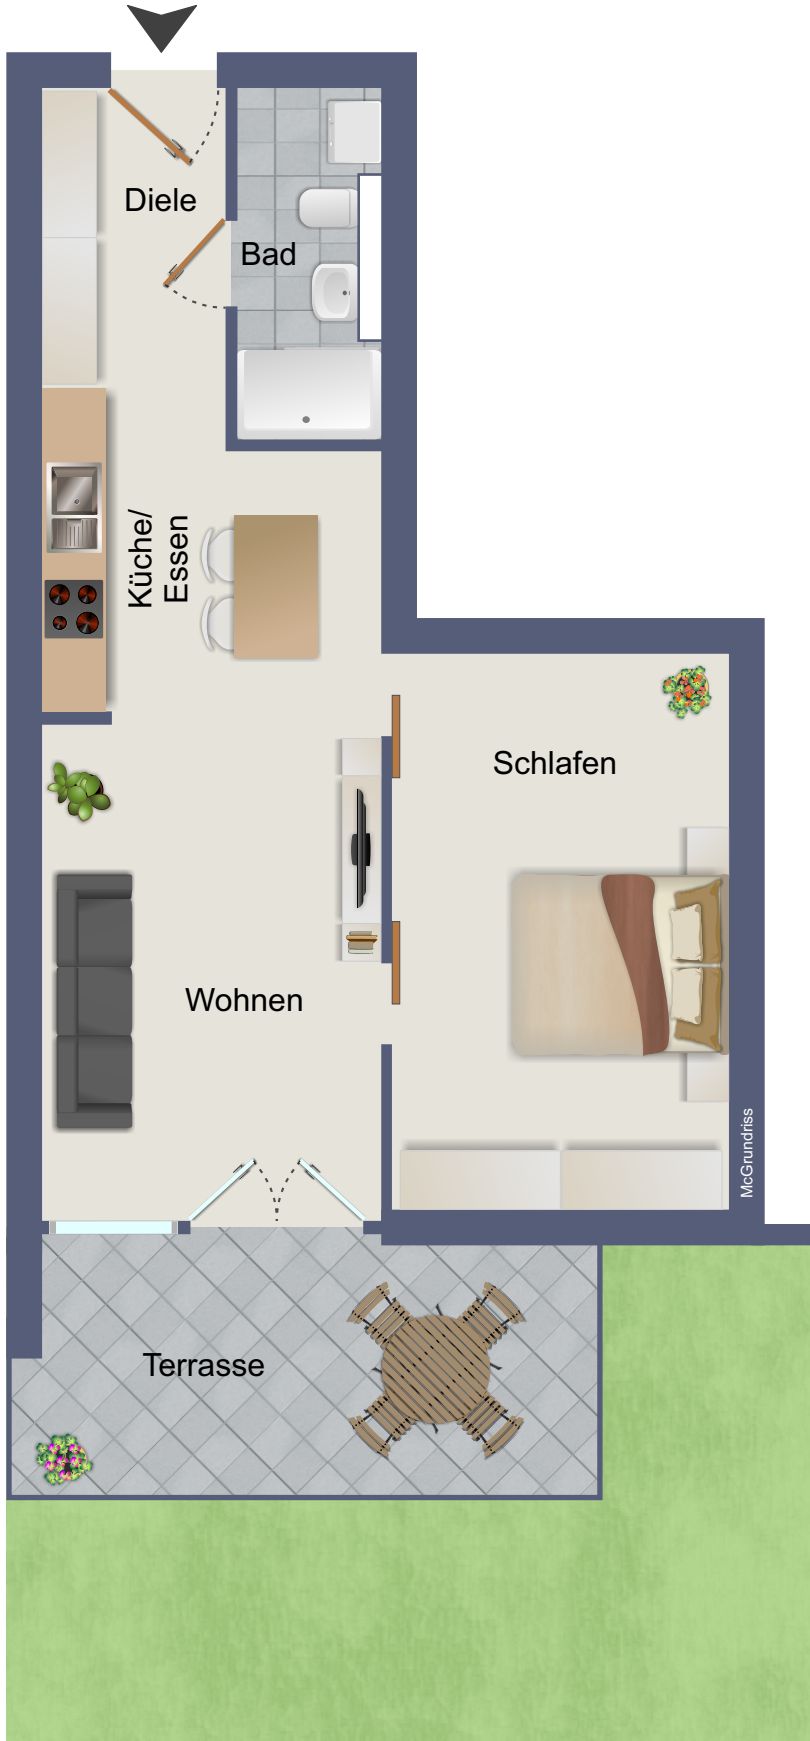 Diele
Bad
Küche/
Essen
Schlafen
Wohnen
McGrundriss
Terrasse